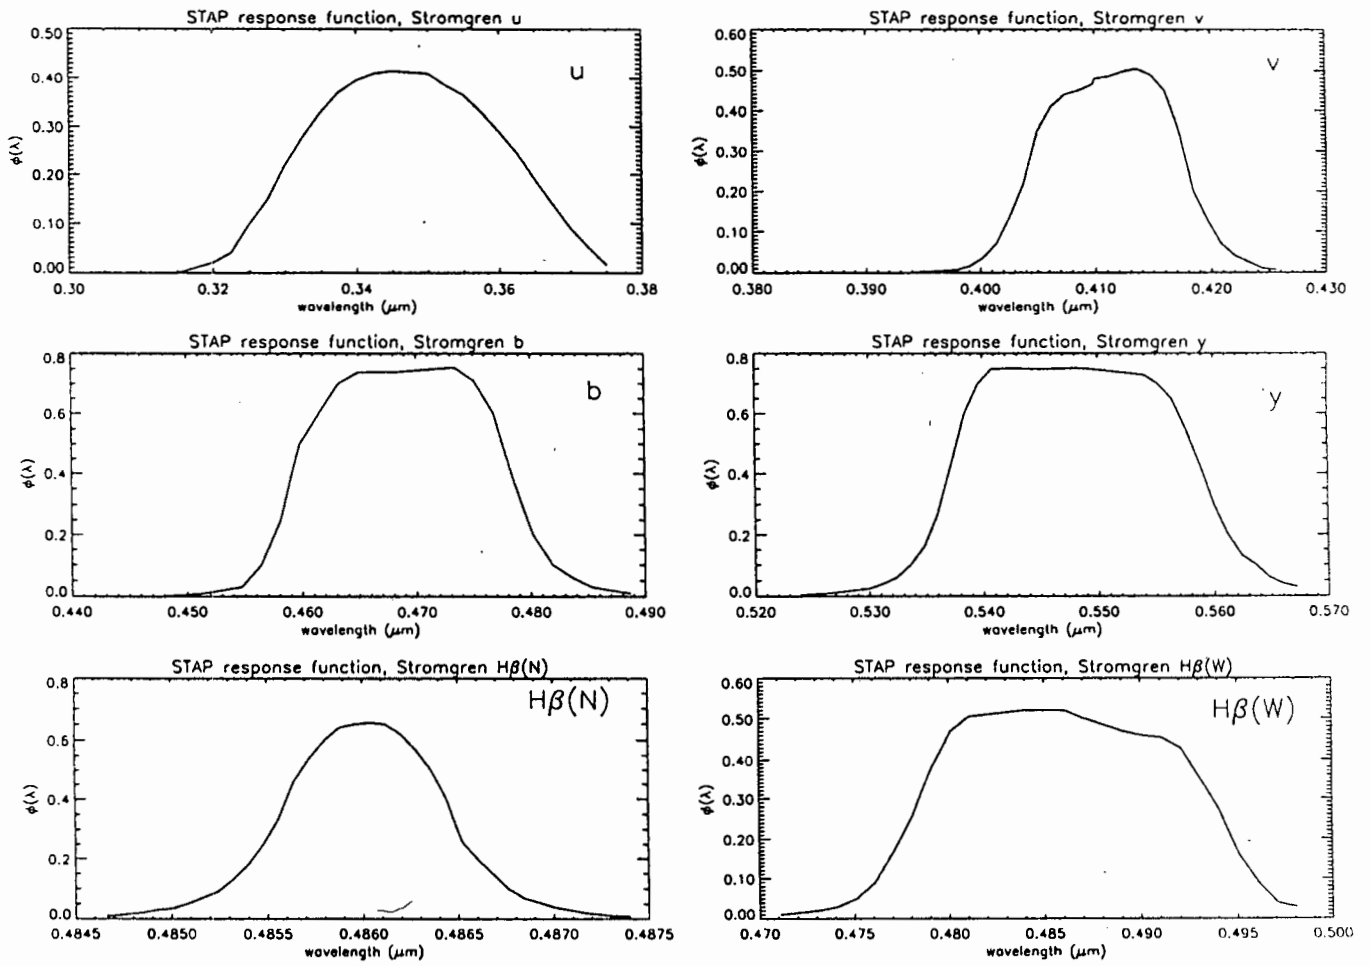 STAP response function, Stromgren u
0.50
0.40
0.30
0.20
0.10
0.00
φ(λ)
u
0.30 0.32 0.34 0.36 0.38
wavelength (μm)
STAP response function, Stromgren v
0.60
0.50
0.40
0.30
0.20
0.10
0.00
φ(λ)
v
0.380 0.390 0.400 0.410 0.420 0.430
wavelength (μm)
STAP response function, Stromgren b
0.8
0.6
0.4
0.2
0.0
φ(λ)
b
0.440 0.450 0.460 0.470 0.480 0.490
wavelength (μm)
STAP response function, Stromgren y
0.8
0.6
0.4
0.2
0.0
φ(λ)
y
0.520 0.530 0.540 0.550 0.560 0.570
wavelength (μm)
STAP response function, Stromgren Hβ(N)
0.8
0.6
0.4
0.2
0.0
φ(λ)
Hβ(N)
0.4845 0.4850 0.4855 0.4860 0.4865 0.4870 0.4875
wavelength (μm)
STAP response function, Stromgren Hβ(W)
0.60
0.50
0.40
0.30
0.20
0.10
0.00
φ(λ)
Hβ(W)
0.470 0.475 0.480 0.485 0.490 0.495 0.500
wavelength (μm)